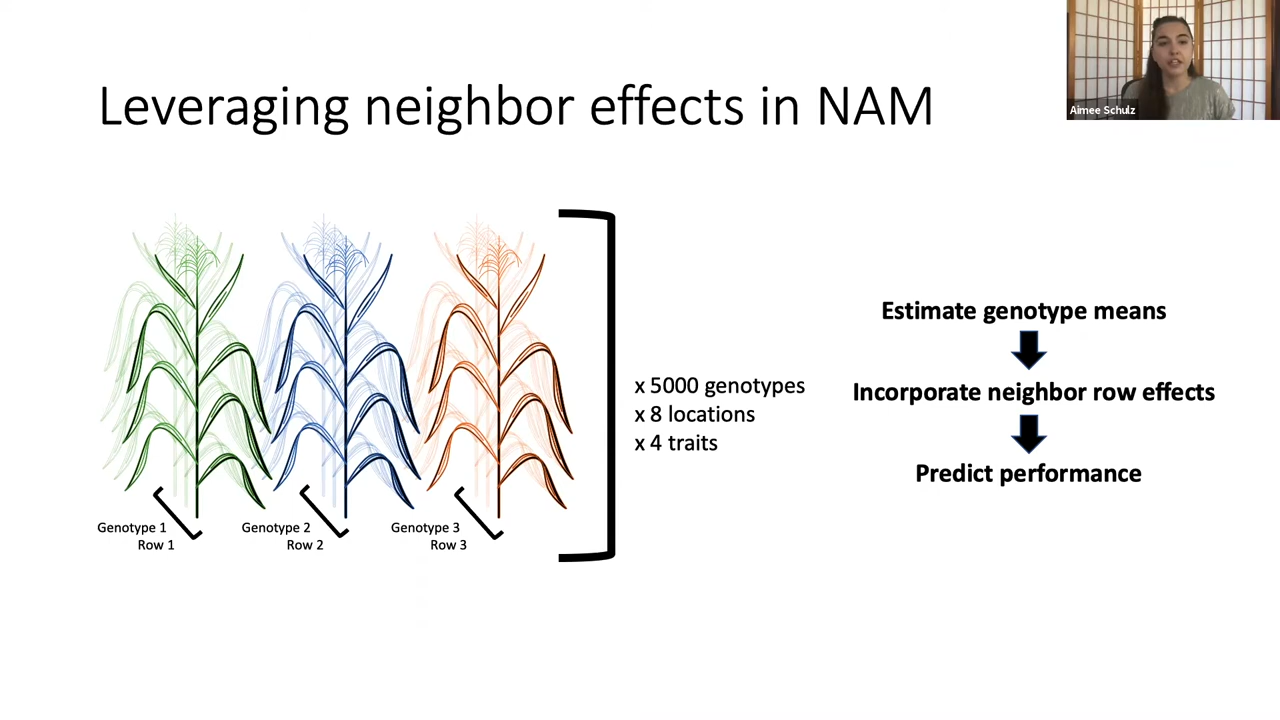 Leveraging neighbor effects in NAM
Aimee Schulz
x 5000 genotypes
x 8 locations
x 4 traits
Estimate genotype means
Incorporate neighbor row effects
Predict performance
Genotype 1
Row 1
Genotype 2
Row 2
Genotype 3
Row 3